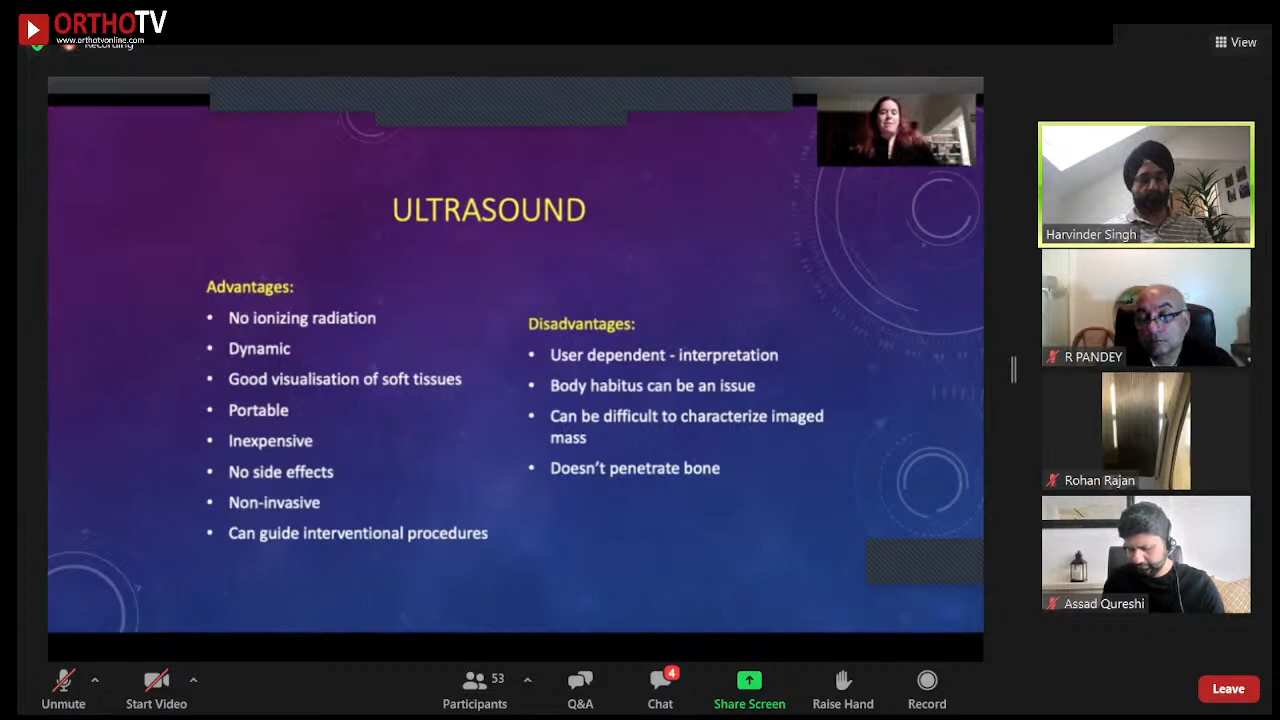 ORTHOTV
www.orthotvonline.com
Recording
View
ULTRASOUND
Advantages:
• No ionizing radiation
• Dynamic
• Good visualisation of soft tissues
• Portable
• Inexpensive
• No side effects
• Non-invasive
• Can guide interventional procedures
Disadvantages:
• User dependent - interpretation
• Body habitus can be an issue
• Can be difficult to characterize imaged
mass
• Doesn't penetrate bone
Harvinder Singh
R PANDEY
Rohan Rajan
Assad Qureshi
Unmute
Start Video
53
Participants
Q&A
4
Chat
Share Screen
Raise Hand
Record
Leave